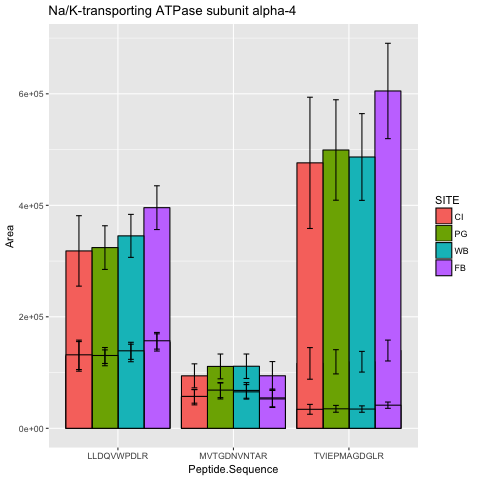 Na/K-transporting ATPase subunit alpha-4
6e+05
4e+05
2e+05
0e+00
Area
LLDQVWPDLR
MVTGDNVNTAR
TVIEPMAGDGLR
Peptide.Sequence
SITE
CI
PG
WB
FB